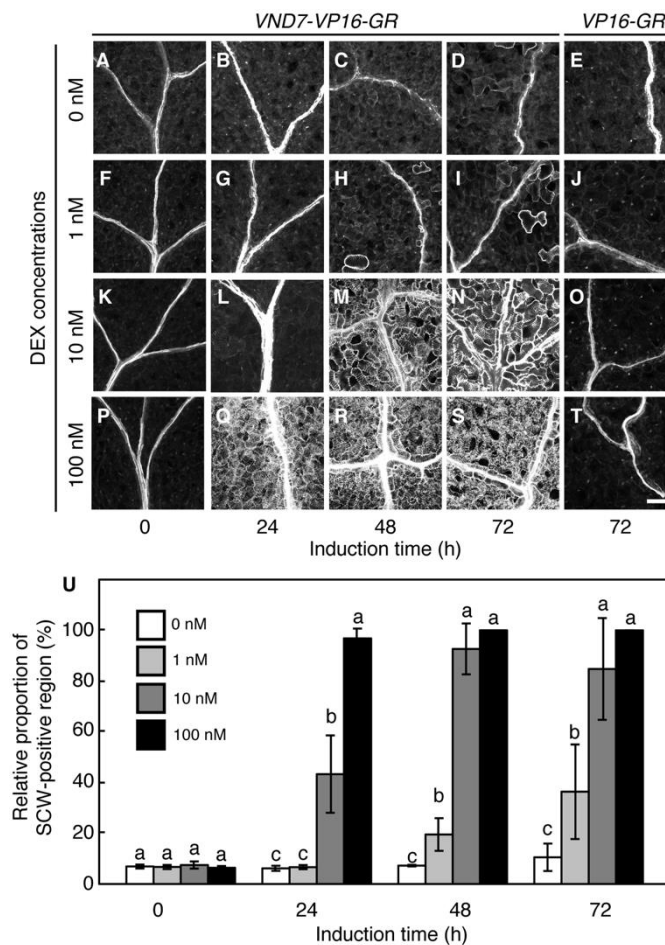 VND7-VP16-GR VP16-GR
DEX concentrations
0 nM A B C D E
1 nM F G H I J
10 nM K L M N O
100 nM P Q R S T
0 24 48 72 72
Induction time (h)
U
Relative proportion of
SCW-positive region (%)
100
80
60
40
20
0
0 nM
1 nM
10 nM
100 nM
a a a a
c c b a
c b a a
c b a a
0 24 48 72
Induction time (h)